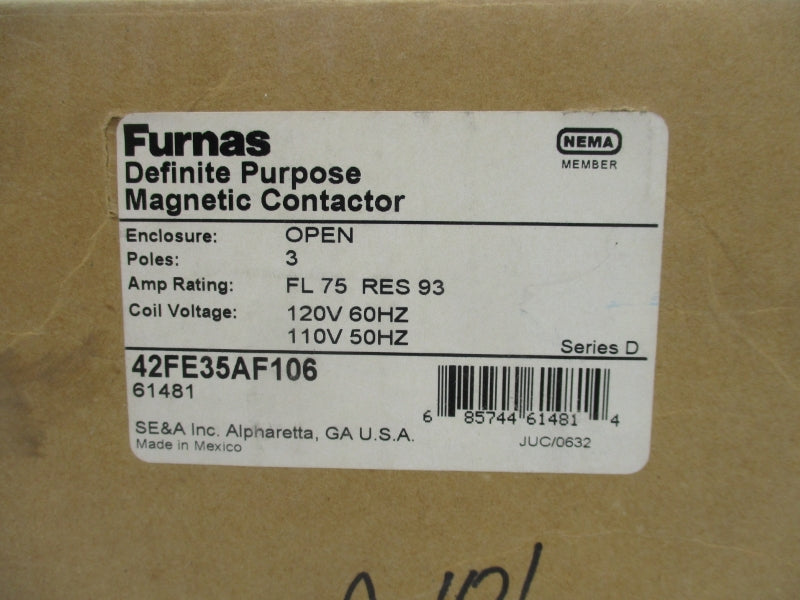 Furnas
NEMA
MEMBER
Definite Purpose
Magnetic Contactor
Enclosure: OPEN
Poles: 3
Amp Rating: FL 75 RES 93
Coil Voltage: 120V 60HZ
110V 50HZ
Series D
42FE35AF106
61481
6 85744 61481 4
SE&A Inc. Alpharetta, GA U.S.A.
Made in Mexico
JUC/0632